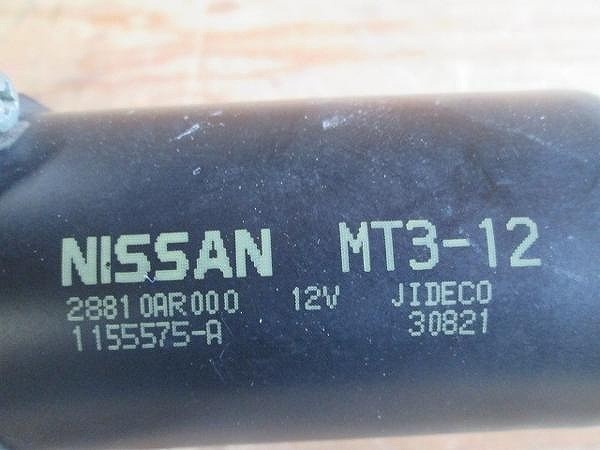 NISSAN MT3-12
28810AR000 12V JIDECO
1155575-A 30821